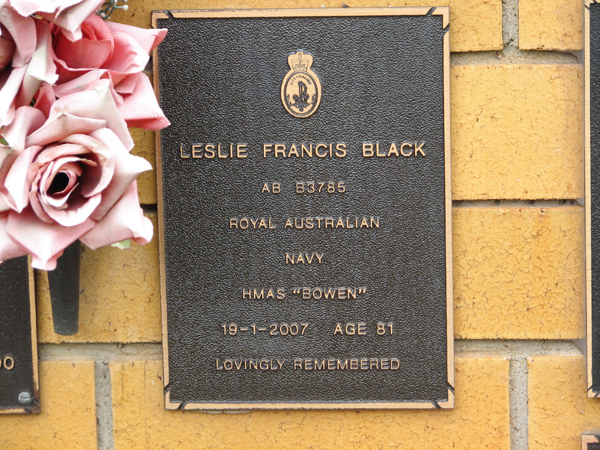 LESLIE FRANCIS BLACK
AB B3785
ROYAL AUSTRALIAN
NAVY
HMAS "BOWEN"
19-1-2007 AGE 81
LOVINGLY REMEMBERED